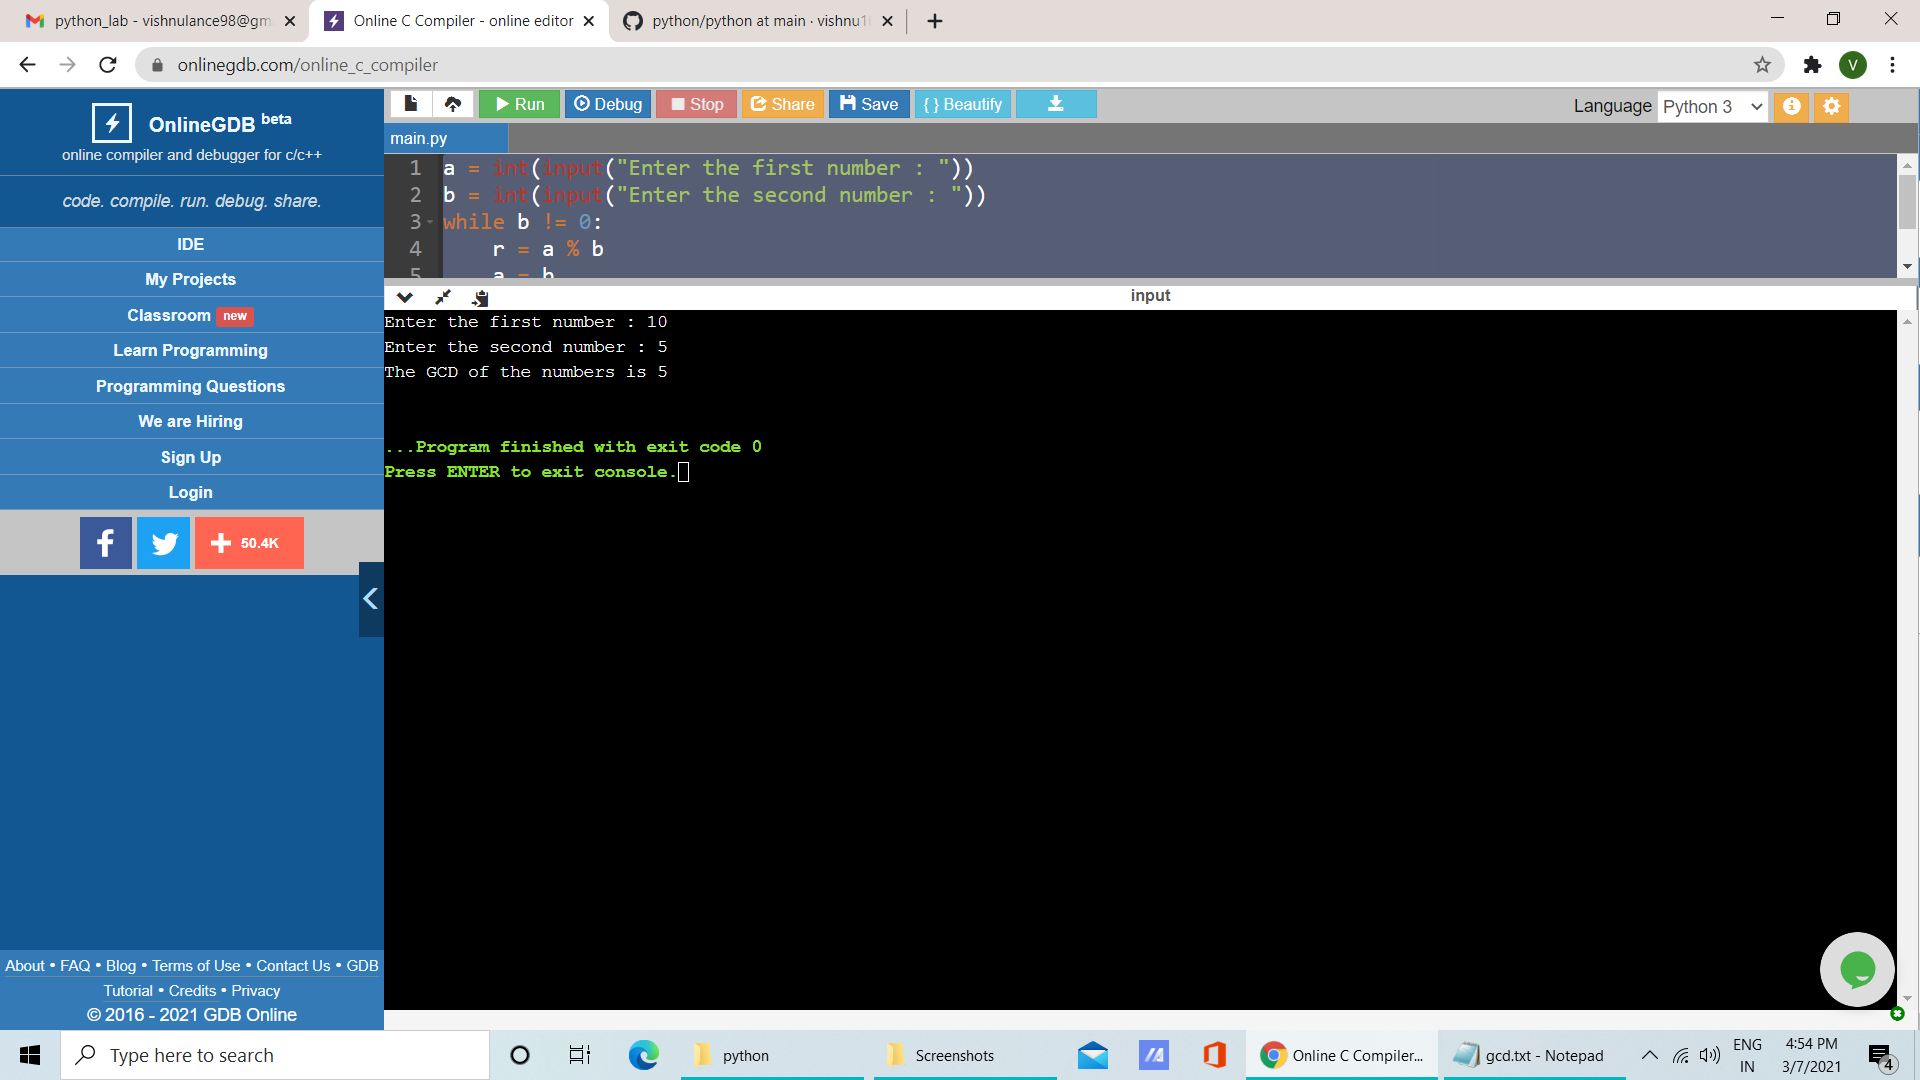 python_lab - vishnulance98@gm
Online C Compiler - online editor
python/python at main · vishnu1
onlinegdb.com/online_c_compiler
V
OnlineGDB beta
online compiler and debugger for c/c++
code. compile. run. debug. share.
IDE
My Projects
Classroom new
Learn Programming
Programming Questions
We are Hiring
Sign Up
Login
50.4K
About • FAQ • Blog • Terms of Use • Contact Us • GDB
Tutorial • Credits • Privacy
© 2016 - 2021 GDB Online
Run Debug Stop Share Save { } Beautify
Language Python 3
main.py
1 a = int(input("Enter the first number : "))
2 b = int(input("Enter the second number : "))
3 while b != 0:
4     r = a % b
5     a = b
input
Enter the first number : 10
Enter the second number : 5
The GCD of the numbers is 5
...Program finished with exit code 0
Press ENTER to exit console.
Type here to search
python
Screenshots
Online C Compiler...
gcd.txt - Notepad
ENG
IN
4:54 PM
3/7/2021
4